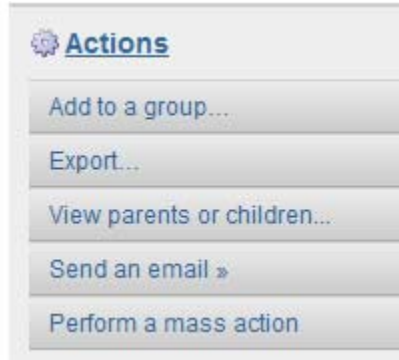 Actions
Add to a group...
Export...
View parents or children...
Send an email »
Perform a mass action